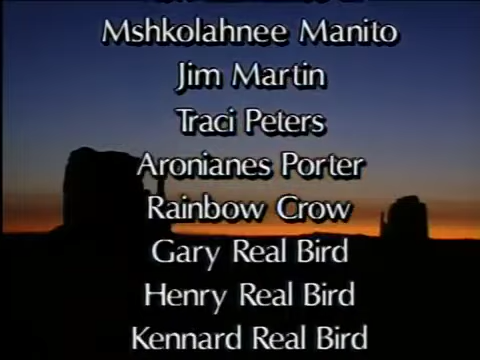 Mshkolahnee Manito
Jim Martin
Traci Peters
Aronianes Porter
Rainbow Crow
Gary Real Bird
Henry Real Bird
Kennard Real Bird